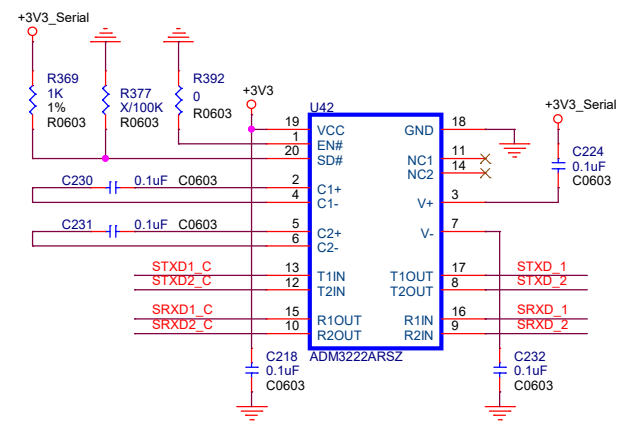 +3V3_Serial
R369
1K
1%
R0603
R377
X/100K
R0603
R392
0
R0603
+3V3
U42
+3V3_Serial
19 VCC GND 18
1 EN#
20 SD#
NC1 11
NC2 14
C224
0.1uF
C0603
C230 0.1uF C0603 2 C1+
4 C1-
V+ 3
C231 0.1uF C0603 5 C2+
6 C2-
V- 7
STXD1_C 13 T1IN T1OUT 17 STXD_1
STXD2_C 12 T2IN T2OUT 8 STXD_2
SRXD1_C 15 R1OUT R1IN 16 SRXD_1
SRXD2_C 10 R2OUT R2IN 9 SRXD_2
ADM3222ARSZ
C218
0.1uF
C0603
C232
0.1uF
C0603